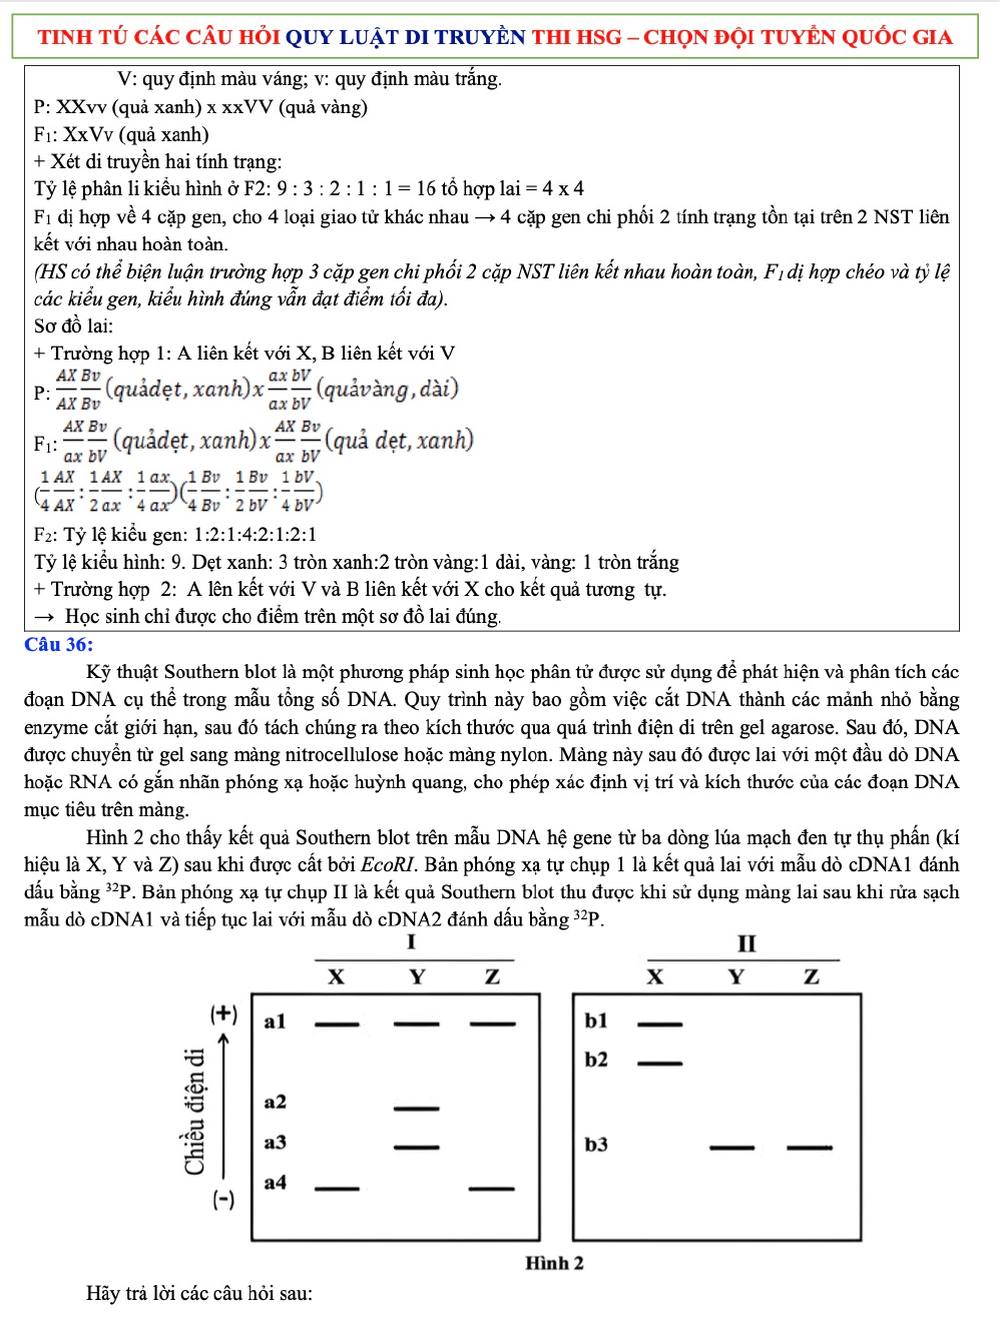 TINH TÚ CÁC CÂU HỎI QUY LUẬT DI TRUYỀN THI HSG – CHỌN ĐỘI TUYỂN QUỐC GIA
V: quy định màu váng; v: quy định màu trắng.
P: XXvv (quả xanh) x xxVV (quả vàng)
F1: XxVv (quả xanh)
+ Xét di truyền hai tính trạng:
Tỷ lệ phân li kiểu hình ở F2: 9 : 3 : 2 : 1 : 1 = 16 tổ hợp lai = 4 x 4
F1 dị hợp về 4 cặp gen, cho 4 loại giao tử khác nhau → 4 cặp gen chi phối 2 tính trạng tồn tại trên 2 NST liên
kết với nhau hoàn toàn.
(HS có thể biện luận trường hợp 3 cặp gen chi phối 2 cặp NST liên kết nhau hoàn toàn, F1 dị hợp chéo và tỷ lệ
các kiểu gen, kiểu hình đúng vẫn đạt điểm tối đa).
Sơ đồ lai:
+ Trường hợp 1: A liên kết với X, B liên kết với V
P: AX/AX Bv/Bv (quảdẹt, xanh)x ax/ax bV/bV (quảvàng, dài)
F1: AX/ax Bv/bV (quảdẹt, xanh)x AX/ax Bv/bV (quả dẹt, xanh)
(1/4 AX/AX : 1/2 AX/ax : 1/4 ax/ax)(1/4 Bv/Bv : 1/2 Bv/bV : 1/4 bV/bV)
F2: Tỷ lệ kiểu gen: 1:2:1:4:2:1:2:1
Tỷ lệ kiểu hình: 9. Dẹt xanh: 3 tròn xanh:2 tròn vàng:1 dài, vàng: 1 tròn trắng
+ Trường hợp 2: A lên kết với V và B liên kết với X cho kết quả tương tự.
→ Học sinh chỉ được cho điểm trên một sơ đồ lai đúng.
Câu 36:
Kỹ thuật Southern blot là một phương pháp sinh học phân tử được sử dụng để phát hiện và phân tích các
đoạn DNA cụ thể trong mẫu tổng số DNA. Quy trình này bao gồm việc cắt DNA thành các mảnh nhỏ bằng
enzyme cắt giới hạn, sau đó tách chúng ra theo kích thước qua quá trình điện di trên gel agarose. Sau đó, DNA
được chuyển từ gel sang màng nitrocellulose hoặc màng nylon. Màng này sau đó được lai với một đầu dò DNA
hoặc RNA có gắn nhãn phóng xạ hoặc huỳnh quang, cho phép xác định vị trí và kích thước của các đoạn DNA
mục tiêu trên màng.
Hình 2 cho thấy kết quả Southern blot trên mẫu DNA hệ gene từ ba dòng lúa mạch đen tự thụ phấn (kí
hiệu là X, Y và Z) sau khi được cất bởi EcoRI. Bản phóng xạ tự chụp 1 là kết quả lai với mẫu dò cDNA1 đánh
dấu bằng ³²P. Bản phóng xạ tự chụp II là kết quả Southern blot thu được khi sử dụng màng lai sau khi rửa sạch
mẫu dò cDNA1 và tiếp tục lai với mẫu dò cDNA2 đánh dấu bằng ³²P.
I II
X Y Z X Y Z
(+) a1 b1
b2
Chiều điện di
a2
a3 b3
a4
(-)
Hình 2
Hãy trả lời các câu hỏi sau: